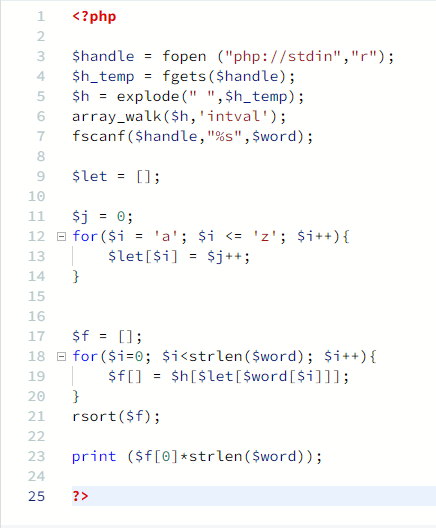 1 <?php
2
3 $handle = fopen ("php://stdin","r");
4 $h_temp = fgets($handle);
5 $h = explode(" ",$h_temp);
6 array_walk($h,'intval');
7 fscanf($handle,"%s",$word);
8
9 $let = [];
10
11 $j = 0;
12 for($i = 'a'; $i <= 'z'; $i++){
13     $let[$i] = $j++;
14 }
15
16
17 $f = [];
18 for($i=0; $i<strlen($word); $i++){
19     $f[] = $h[$let[$word[$i]]];
20 }
21 rsort($f);
22
23 print ($f[0]*strlen($word));
24
25 ?>